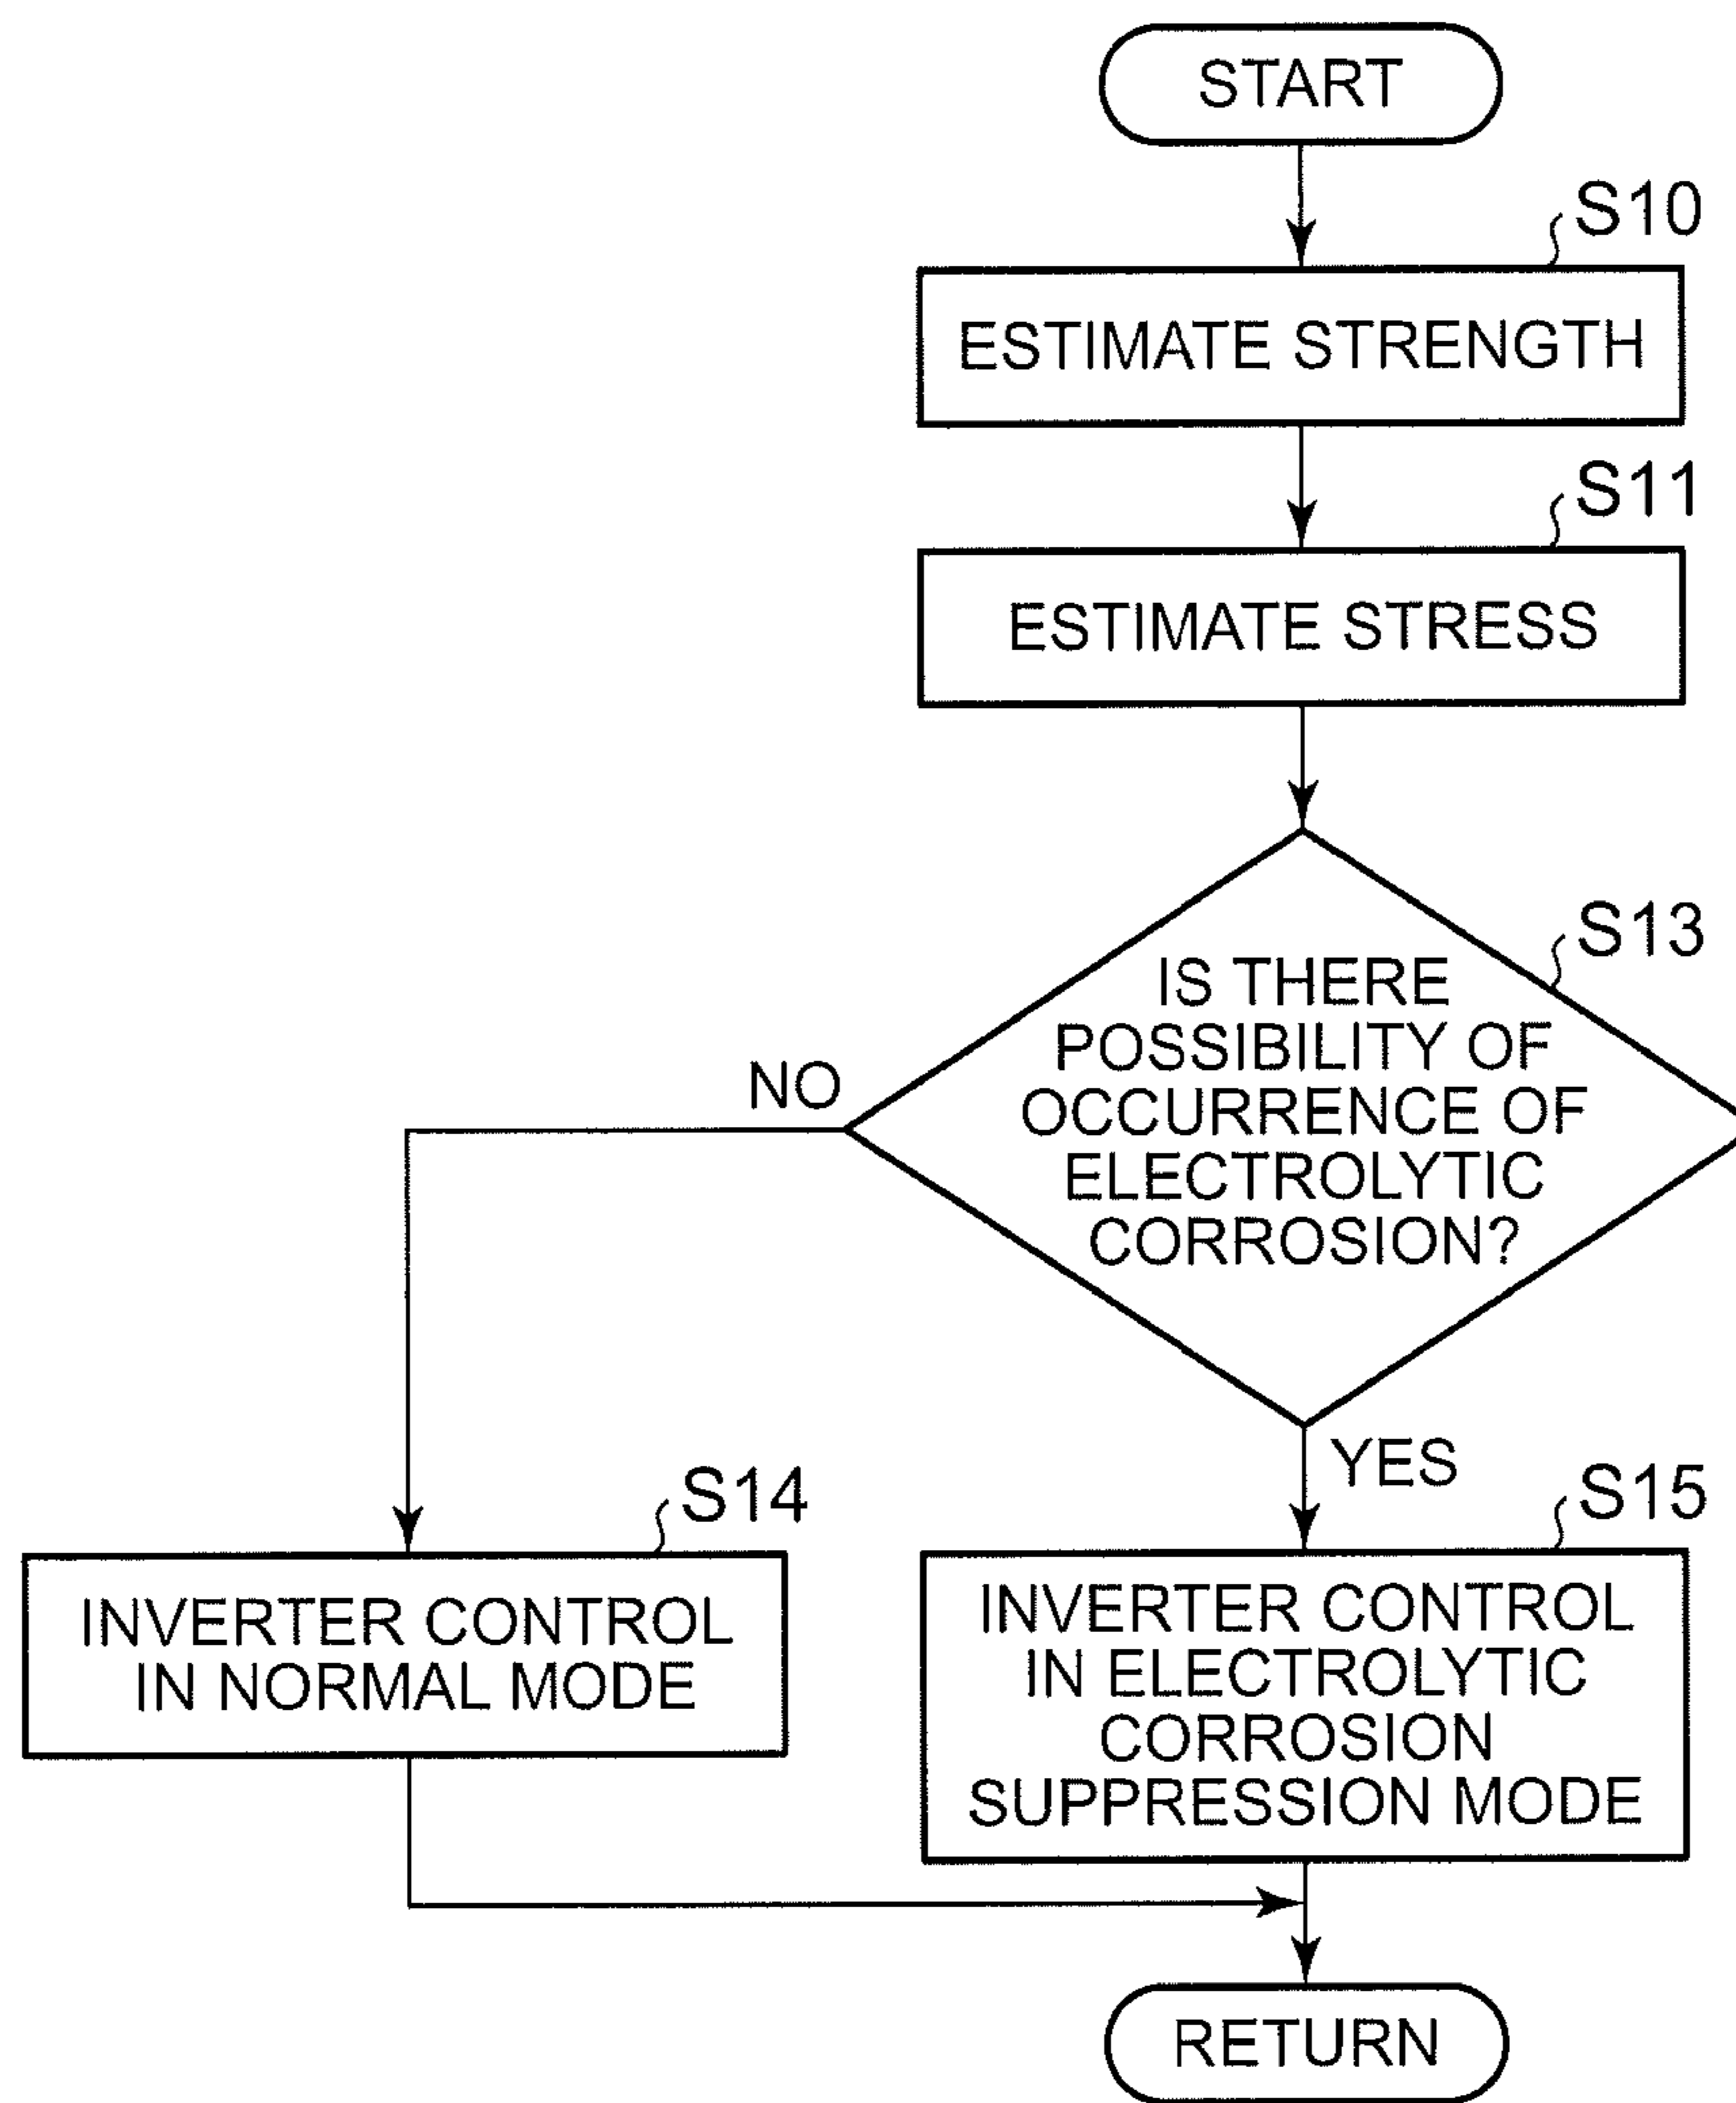 START
S10
ESTIMATE STRENGTH
S11
ESTIMATE STRESS
S13
IS THERE
POSSIBILITY OF
OCCURRENCE OF
ELECTROLYTIC
CORROSION?
NO
YES
S14
INVERTER CONTROL
IN NORMAL MODE
S15
INVERTER CONTROL
IN ELECTROLYTIC
CORROSION
SUPPRESSION MODE
RETURN